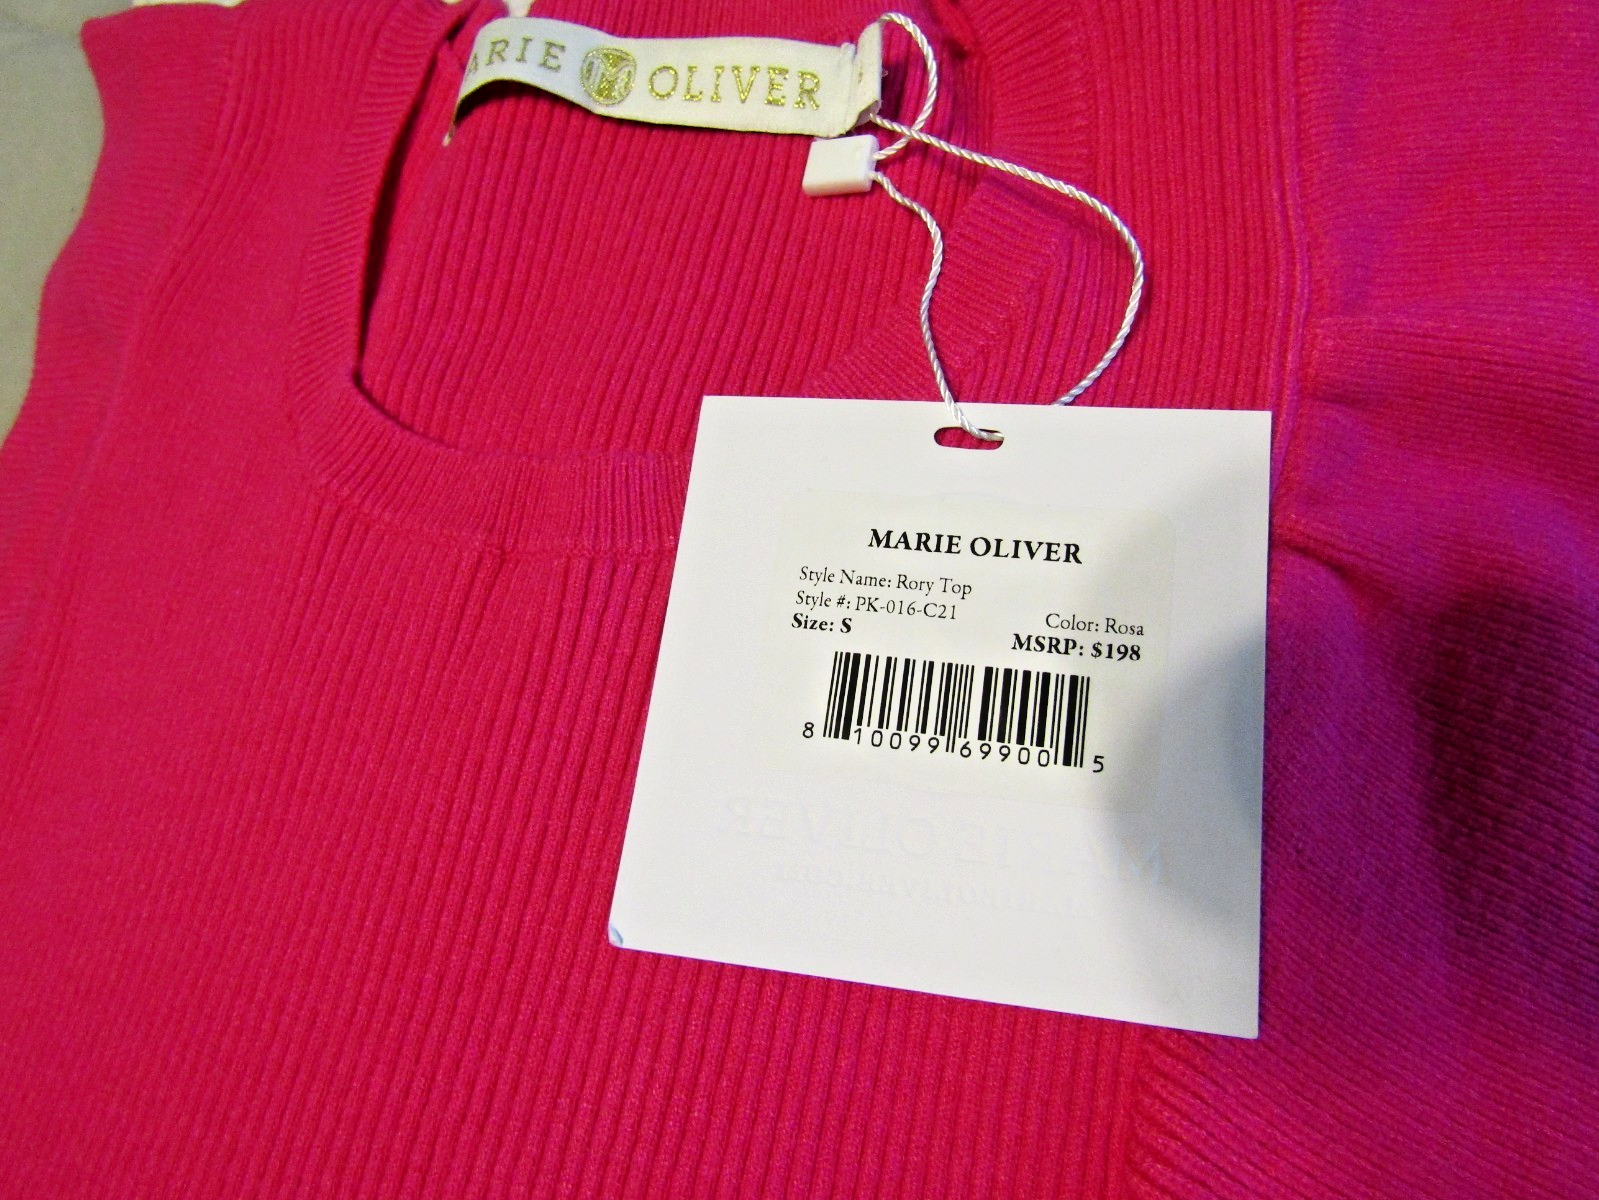 ARIE OLIVER
MARIE OLIVER
Style Name: Rory Top
Style #: PK-016-C21
Color: Rosa
Size: S
MSRP: $198
8 10099 69900 5